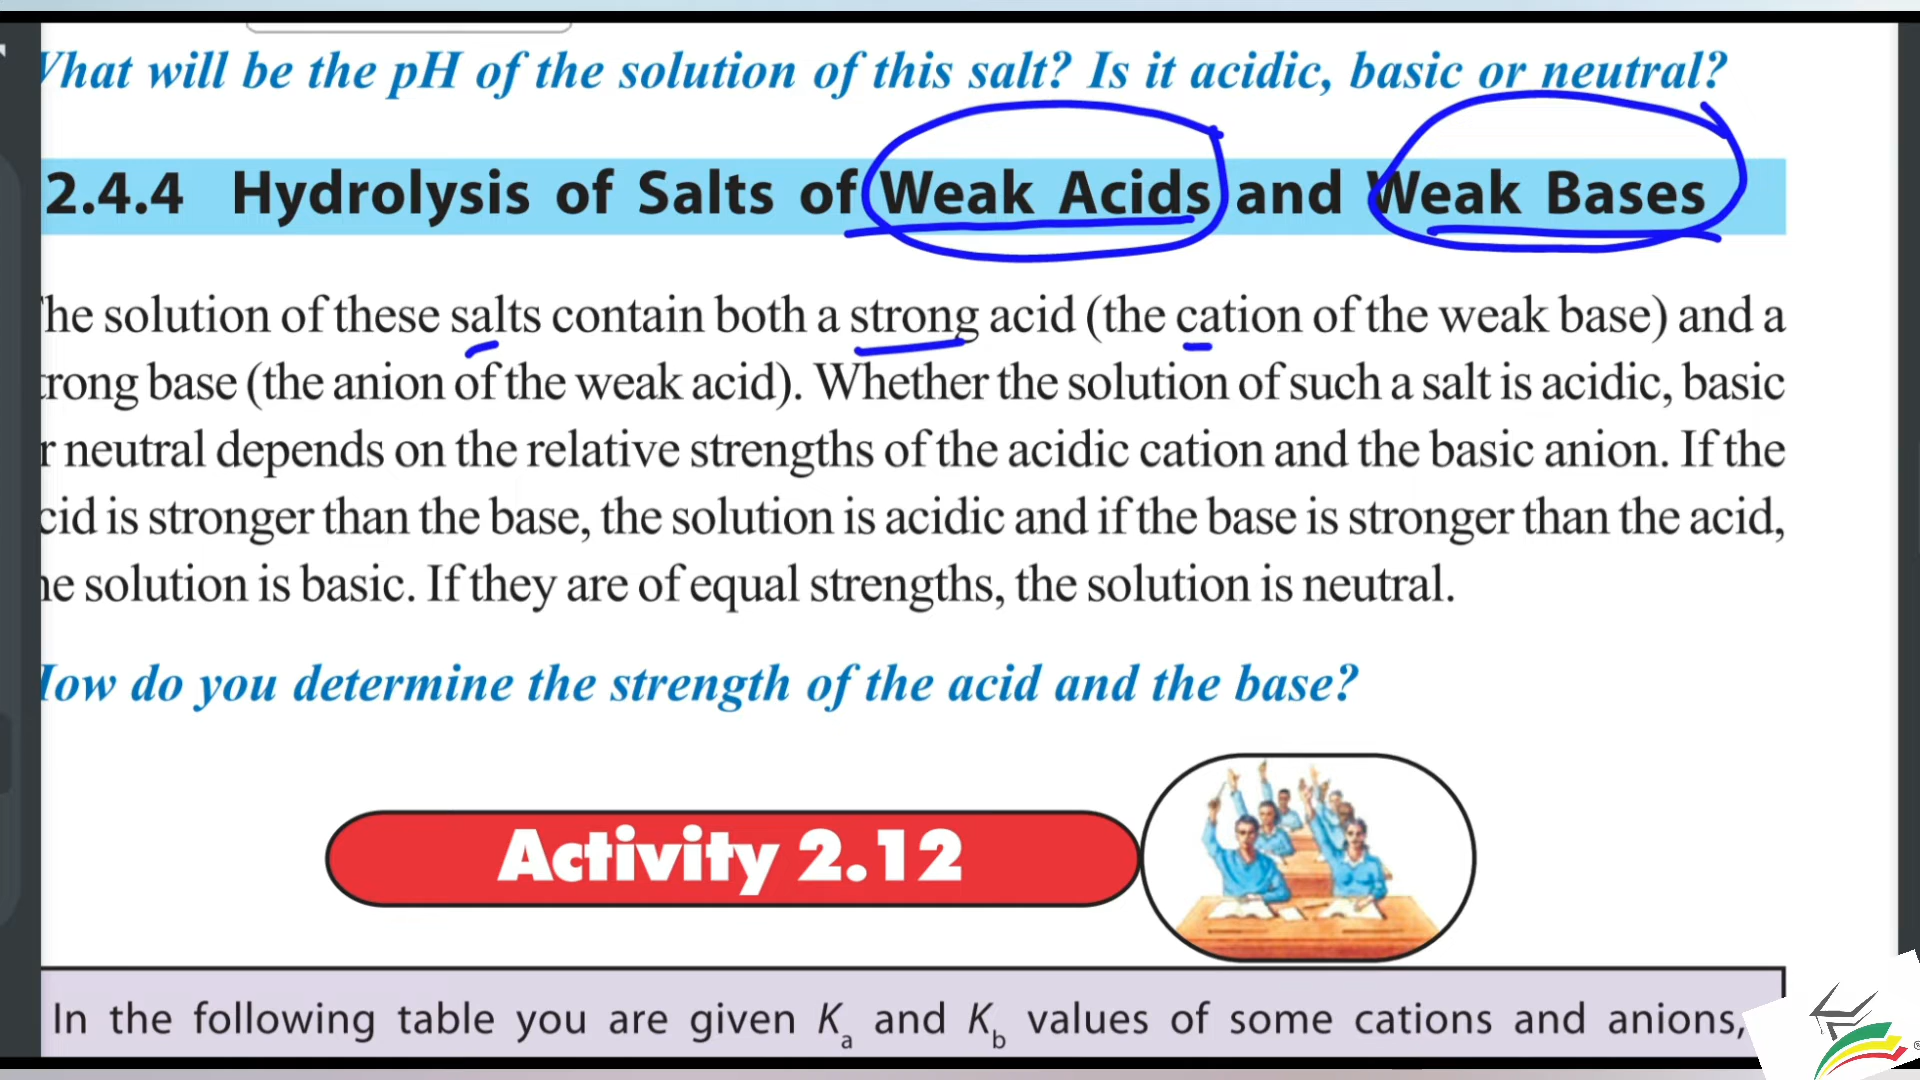 What will be the pH of the solution of this salt? Is it acidic, basic or neutral?
2.4.4 Hydrolysis of Salts of Weak Acids and Weak Bases
The solution of these salts contain both a strong acid (the cation of the weak base) and a
trong base (the anion of the weak acid). Whether the solution of such a salt is acidic, basic
r neutral depends on the relative strengths of the acidic cation and the basic anion. If the
cid is stronger than the base, the solution is acidic and if the base is stronger than the acid,
he solution is basic. If they are of equal strengths, the solution is neutral.
How do you determine the strength of the acid and the base?
Activity 2.12
In the following table you are given Ka and Kb values of some cations and anions,